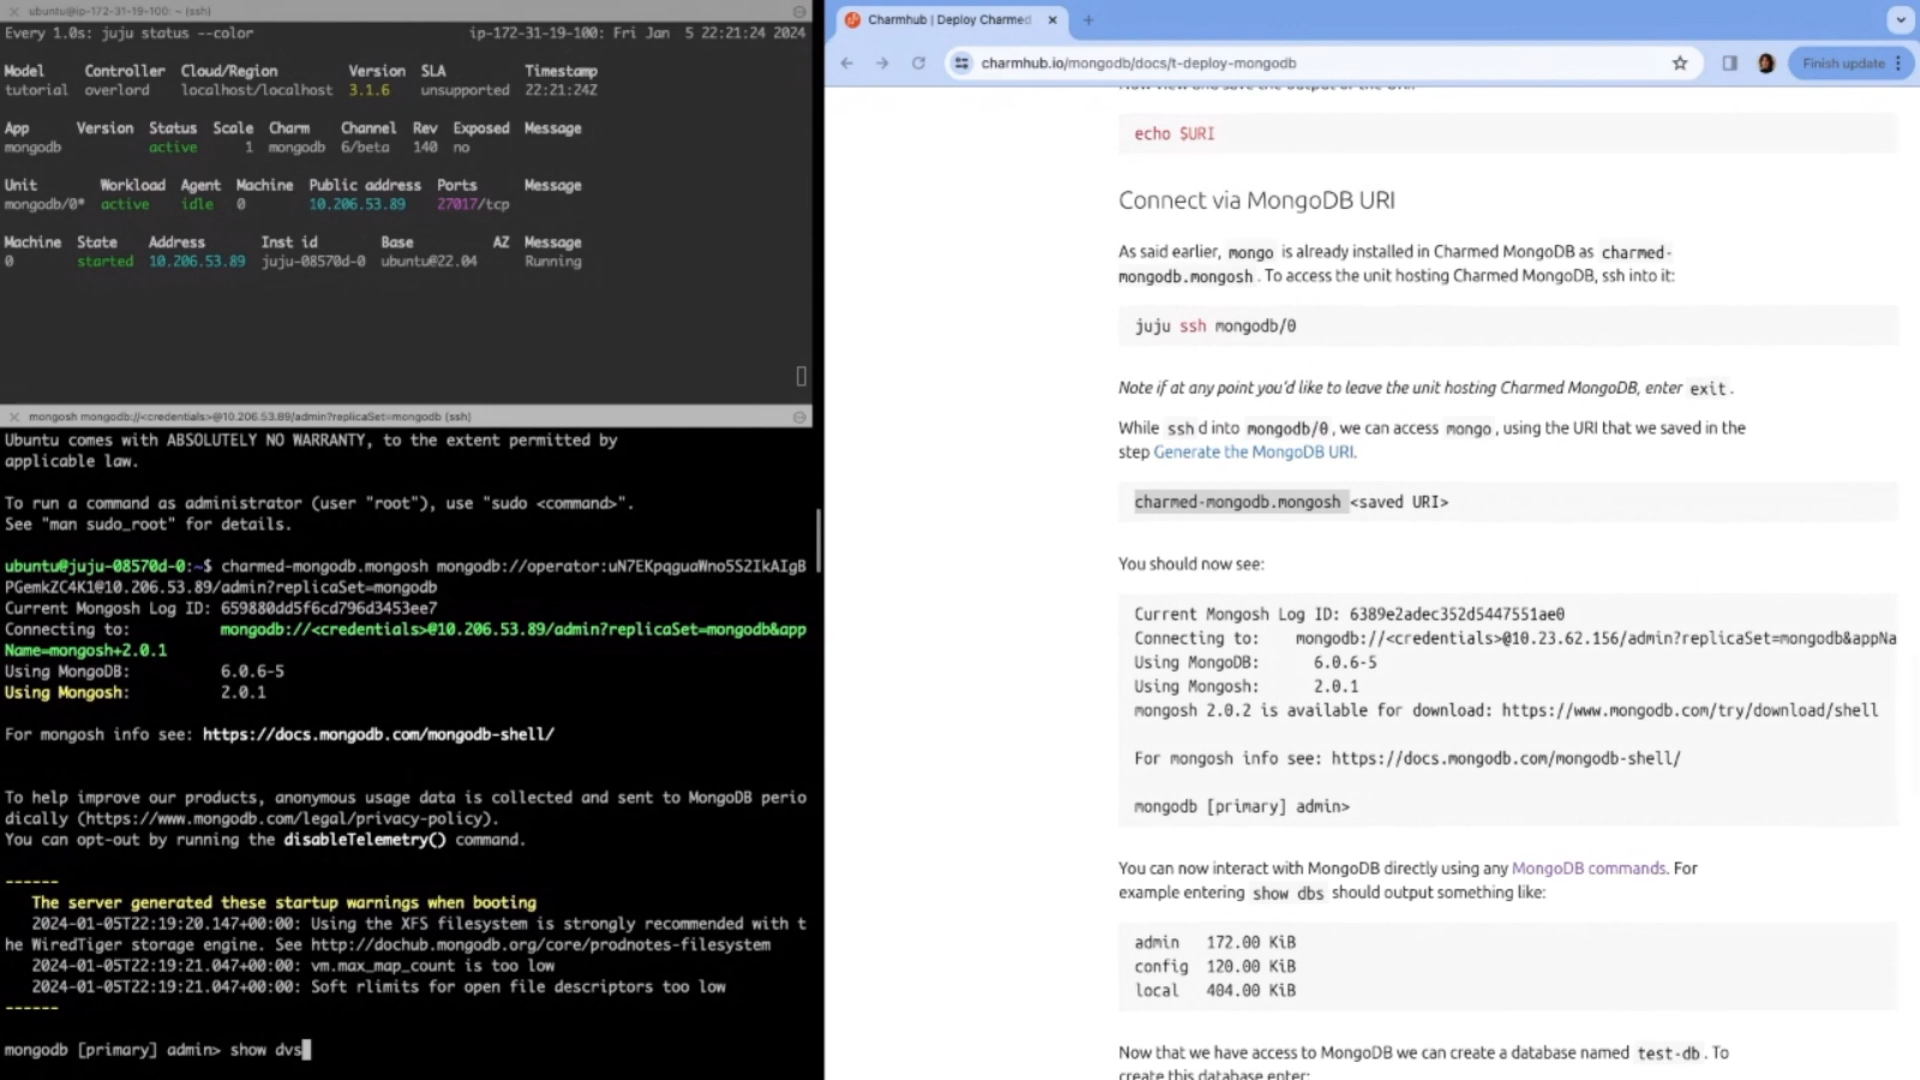 ubuntu@ip-172-31-19-100: ~ (ssh)
Every 1.0s: juju status --color ip-172-31-19-100: Fri Jan 5 22:21:24 2024
Model Controller Cloud/Region Version SLA Timestamp
tutorial overlord localhost/localhost 3.1.6 unsupported 22:21:24Z
App Version Status Scale Charm Channel Rev Exposed Message
mongodb active 1 mongodb 6/beta 140 no
Unit Workload Agent Machine Public address Ports Message
mongodb/0* active idle 0 10.206.53.89 27017/tcp
Machine State Address Inst id Base AZ Message
0 started 10.206.53.89 juju-08570d-0 ubuntu@22.04 Running
mongosh mongodb://<credentials>@10.206.53.89/admin?replicaSet=mongodb (ssh)
Ubuntu comes with ABSOLUTELY NO WARRANTY, to the extent permitted by
applicable law.
To run a command as administrator (user "root"), use "sudo <command>".
See "man sudo_root" for details.
ubuntu@juju-08570d-0:~$ charmed-mongodb.mongosh mongodb://operator:uN7EKpqguaWno5S2IkAIgB
PGemkZC4K1@10.206.53.89/admin?replicaSet=mongodb
Current Mongosh Log ID: 659880dd5f6cd796d3453ee7
Connecting to: mongodb://<credentials>@10.206.53.89/admin?replicaSet=mongodb&app
Name=mongosh+2.0.1
Using MongoDB: 6.0.6-5
Using Mongosh: 2.0.1
For mongosh info see: https://docs.mongodb.com/mongodb-shell/
To help improve our products, anonymous usage data is collected and sent to MongoDB perio
dically (https://www.mongodb.com/legal/privacy-policy).
You can opt-out by running the disableTelemetry() command.
------
The server generated these startup warnings when booting
2024-01-05T22:19:20.147+00:00: Using the XFS filesystem is strongly recommended with t
he WiredTiger storage engine. See http://dochub.mongodb.org/core/prodnotes-filesystem
2024-01-05T22:19:21.047+00:00: vm.max_map_count is too low
2024-01-05T22:19:21.047+00:00: Soft rlimits for open file descriptors too low
------
mongodb [primary] admin> show dvs
Charmhub | Deploy Charmed
charmhub.io/mongodb/docs/t-deploy-mongodb
Finish update
echo $URI
Connect via MongoDB URI
As said earlier, mongo is already installed in Charmed MongoDB as charmed-
mongodb.mongosh. To access the unit hosting Charmed MongoDB, ssh into it:
juju ssh mongodb/0
Note if at any point you'd like to leave the unit hosting Charmed MongoDB, enter exit.
While ssh d into mongodb/0, we can access mongo, using the URI that we saved in the
step Generate the MongoDB URI.
charmed-mongodb.mongosh <saved URI>
You should now see:
Current Mongosh Log ID: 6389e2adec352d5447551ae0
Connecting to: mongodb://<credentials>@10.23.62.156/admin?replicaSet=mongodb&appNa
Using MongoDB: 6.0.6-5
Using Mongosh: 2.0.1
mongosh 2.0.2 is available for download: https://www.mongodb.com/try/download/shell
For mongosh info see: https://docs.mongodb.com/mongodb-shell/
mongodb [primary] admin>
You can now interact with MongoDB directly using any MongoDB commands. For
example entering show dbs should output something like:
admin 172.00 KiB
config 120.00 KiB
local 404.00 KiB
Now that we have access to MongoDB we can create a database named test-db. To
create this database enter: